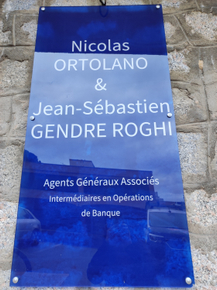 Nicolas
ORTOLANO
&
Jean-Sébastien
GENDRE ROGHI
Agents Généraux Associés
Intermédiaires en Opérations
de Banque